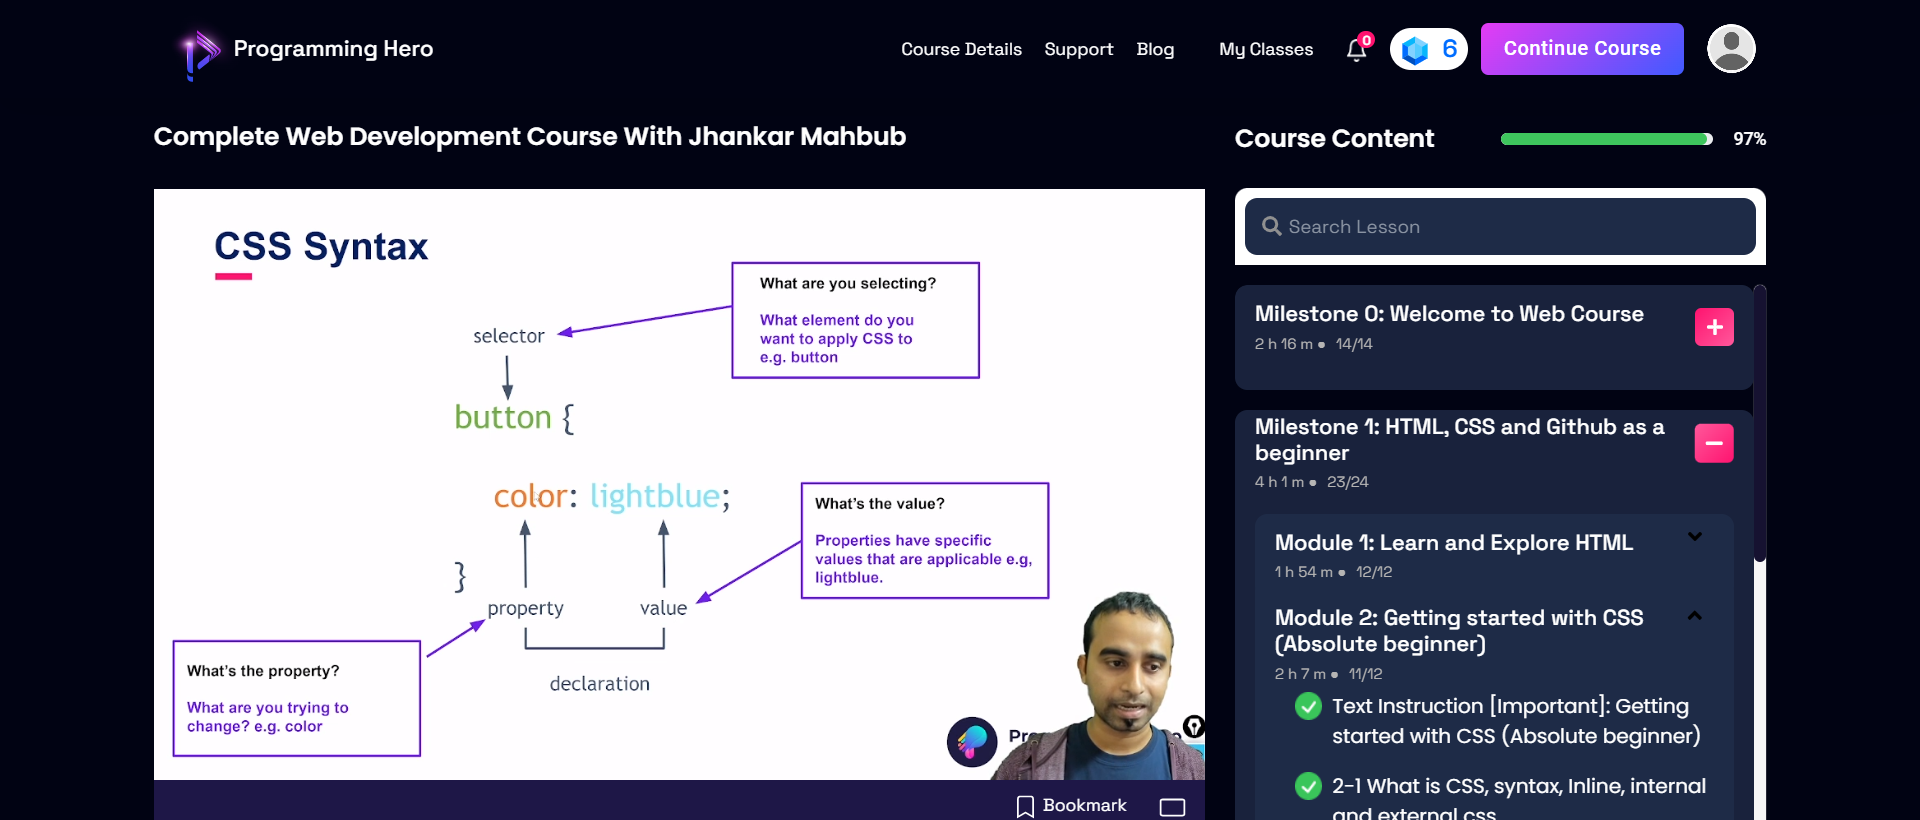 Programming Hero
Course Details
Support
Blog
My Classes
0
6
Continue Course
Complete Web Development Course With Jhankar Mahbub
CSS Syntax
What are you selecting?
What element do you
want to apply CSS to
e.g. button
selector
button {
color: lightblue;
What's the value?
Properties have specific
values that are applicable e.g,
lightblue.
}
property
value
What's the property?
What are you trying to
change? e.g. color
declaration
Bookmark
Course Content
97%
Search Lesson
Milestone 0: Welcome to Web Course
2 h 16 m ● 14/14
Milestone 1: HTML, CSS and Github as a
beginner
4 h 1 m ● 23/24
Module 1: Learn and Explore HTML
1 h 54 m ● 12/12
Module 2: Getting started with CSS
(Absolute beginner)
2 h 7 m ● 11/12
Text Instruction [Important]: Getting
started with CSS (Absolute beginner)
2-1 What is CSS, syntax, Inline, internal
and external css